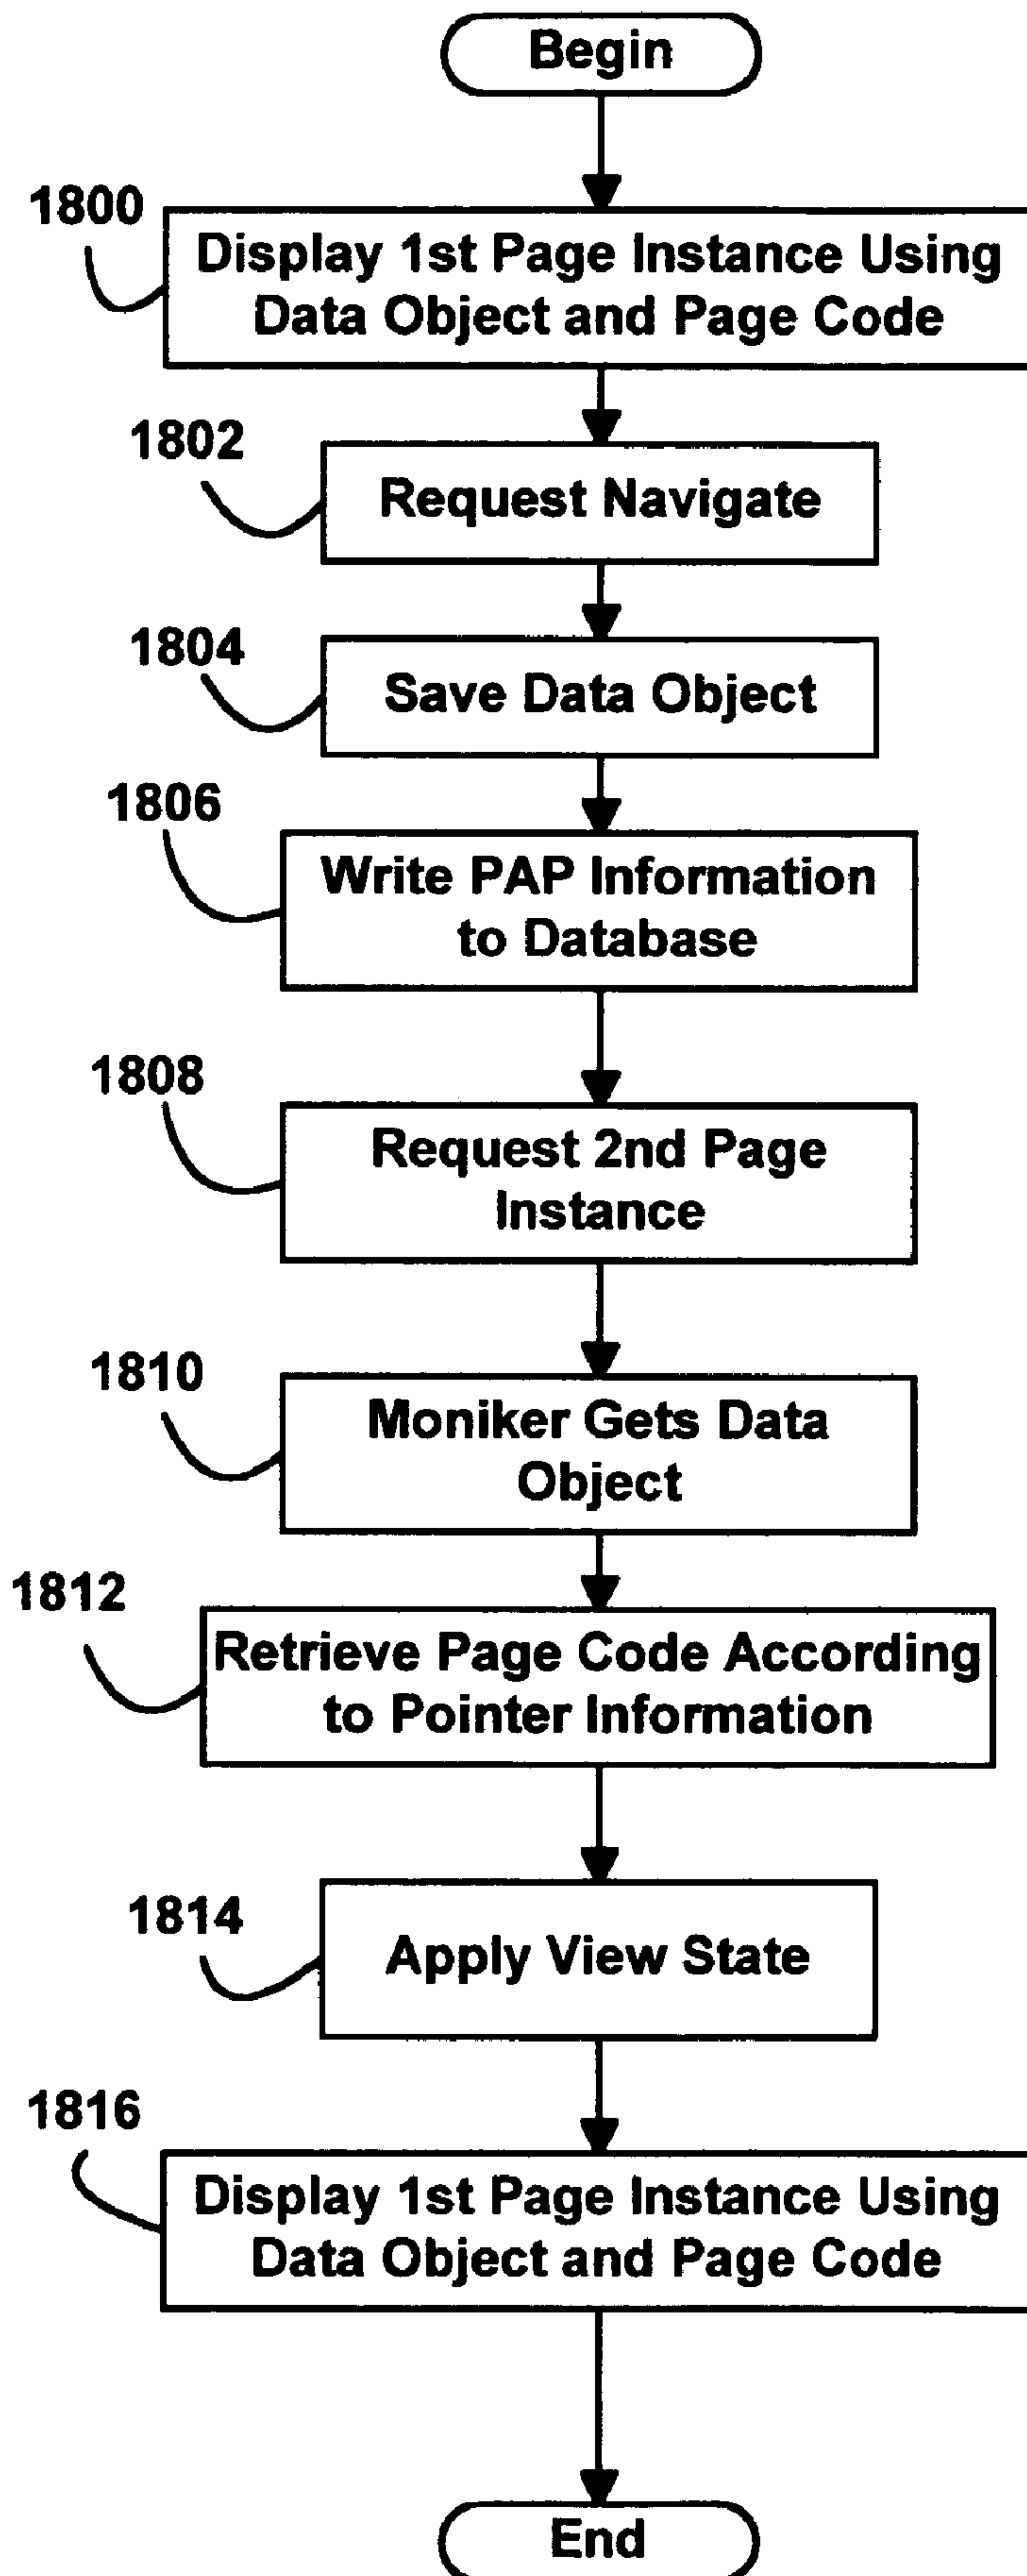 Begin
1800
Display 1st Page Instance Using
Data Object and Page Code
1802
Request Navigate
1804
Save Data Object
1806
Write PAP Information
to Database
1808
Request 2nd Page
Instance
1810
Moniker Gets Data
Object
1812
Retrieve Page Code According
to Pointer Information
1814
Apply View State
1816
Display 1st Page Instance Using
Data Object and Page Code
End